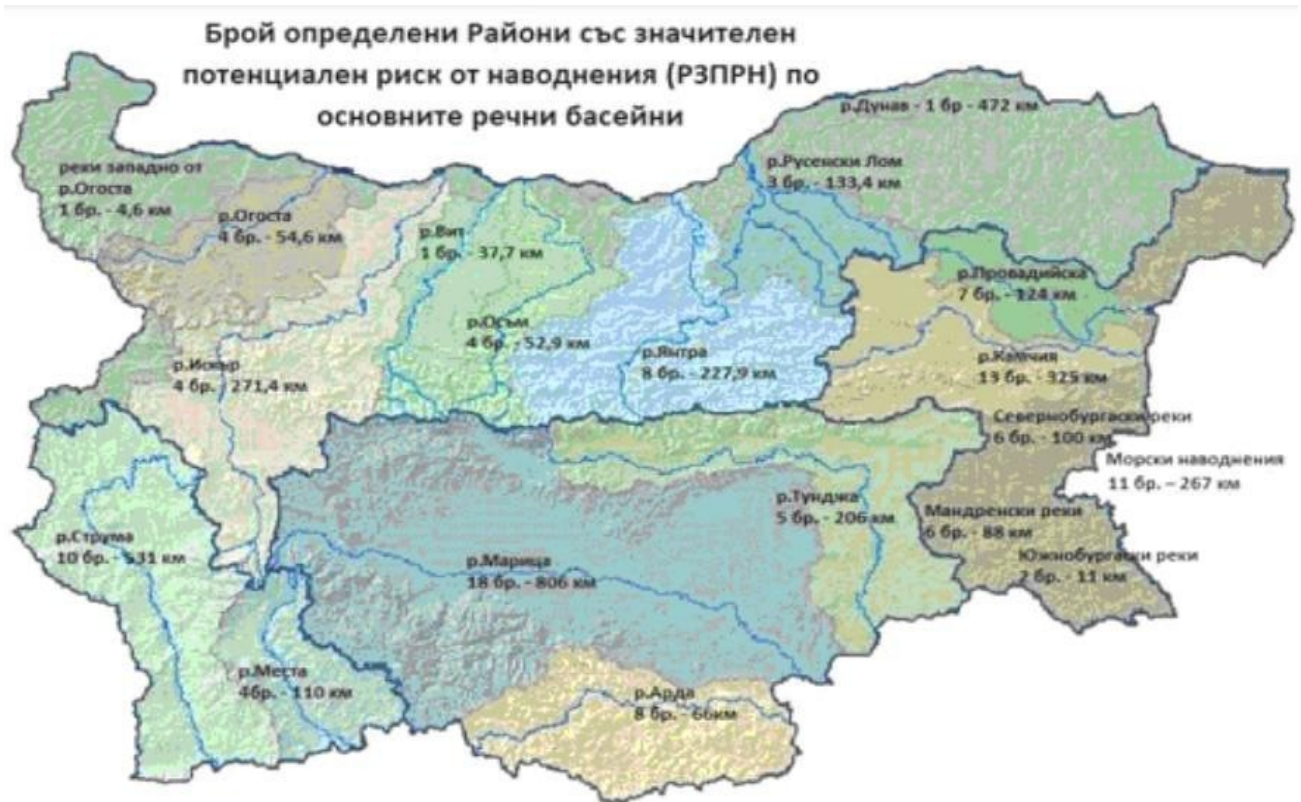 Брой определени Райони със значителен
потенциален риск от наводнения (РЗПРН) по
основните речни басейни
р.Дунав - 1 бр - 472 км
реки западно от
р.Огоста
1 бр. - 4,6 км
р.Огоста
4 бр. - 54,6 км
р.Вит
1 бр. - 37,7 км
р.Русенски Лом
3 бр. - 133,4 км
р.Провадийска
7 бр. - 124 км
р.Осъм
4 бр. - 52,9 км
р.Искър
4 бр. - 271,4 км
р.Янтра
8 бр. - 227,9 км
р.Камчия
13 бр. - 325 км
Севернобургаски реки
6 бр. - 100 км
Морски наводнения
11 бр. – 267 км
р.Тунджа
5 бр. - 206 км
Мандренски реки
6 бр. - 88 км
Южнобургаски реки
2 бр. - 11 км
р.Струма
10 бр. - 531 км
р.Марица
18 бр. - 806 км
р.Места
4бр. - 110 км
р.Арда
8 бр. - 66км